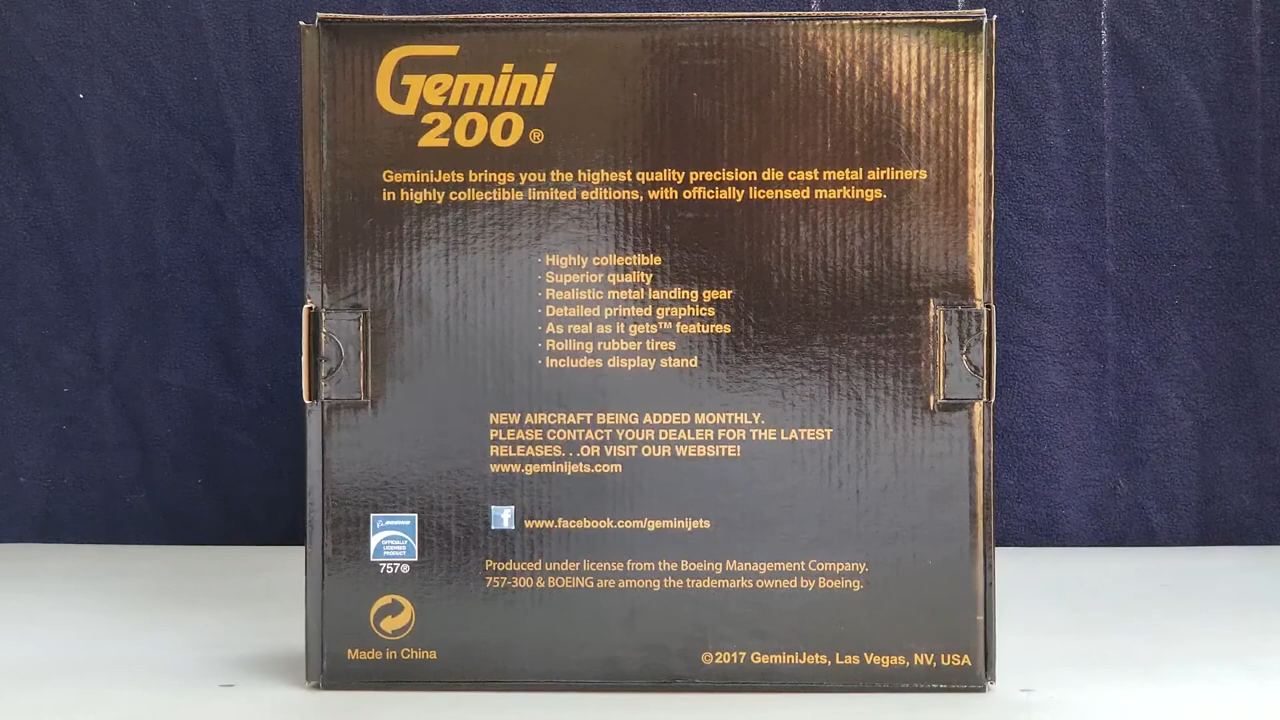 Gemini
200®
GeminiJets brings you the highest quality precision die cast metal airliners
in highly collectible limited editions, with officially licensed markings.
· Highly collectible
· Superior quality
· Realistic metal landing gear
· Detailed printed graphics
· As real as it gets™ features
· Rolling rubber tires
· Includes display stand
NEW AIRCRAFT BEING ADDED MONTHLY.
PLEASE CONTACT YOUR DEALER FOR THE LATEST
RELEASES. . .OR VISIT OUR WEBSITE!
www.geminijets.com
f www.facebook.com/geminijets
BOEING
OFFICIALLY
LICENSED
PRODUCT
757®
Produced under license from the Boeing Management Company.
757-300 & BOEING are among the trademarks owned by Boeing.
Made in China
©2017 GeminiJets, Las Vegas, NV, USA